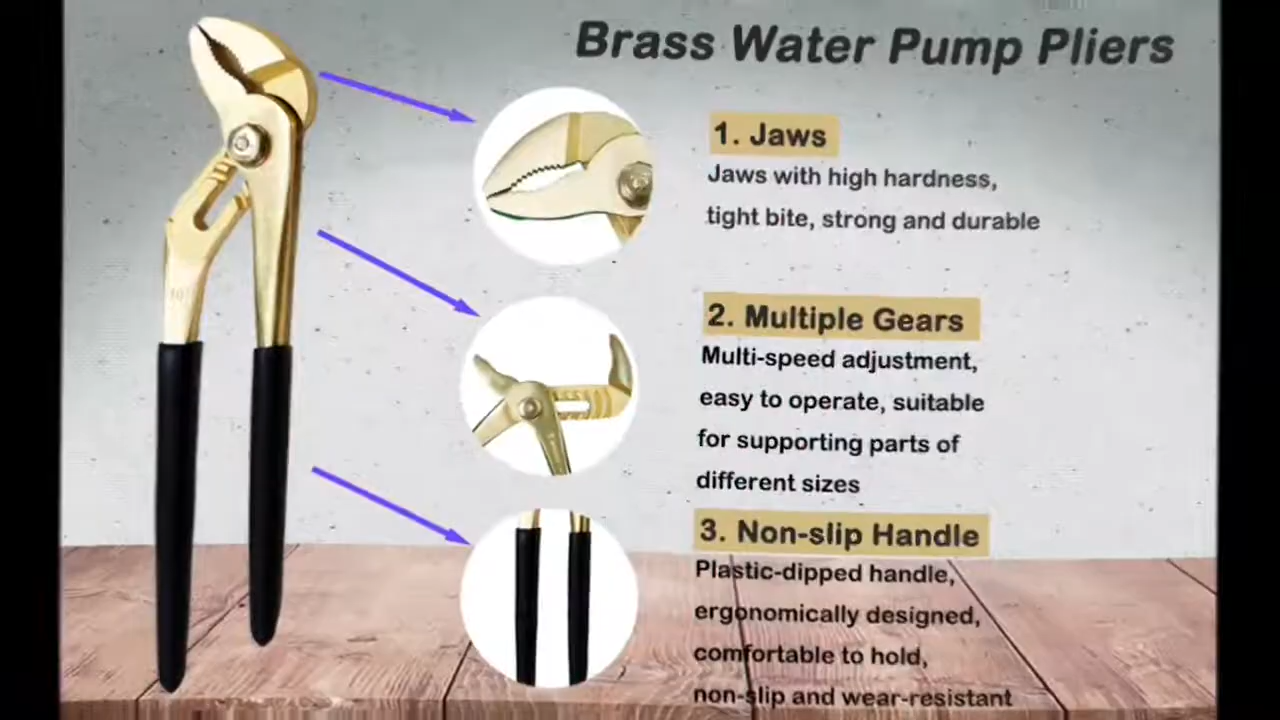 Brass Water Pump Pliers
1. Jaws
Jaws with high hardness,
tight bite, strong and durable
2. Multiple Gears
Multi-speed adjustment,
easy to operate, suitable
for supporting parts of
different sizes
3. Non-slip Handle
Plastic-dipped handle,
ergonomically designed,
comfortable to hold,
non-slip and wear-resistant